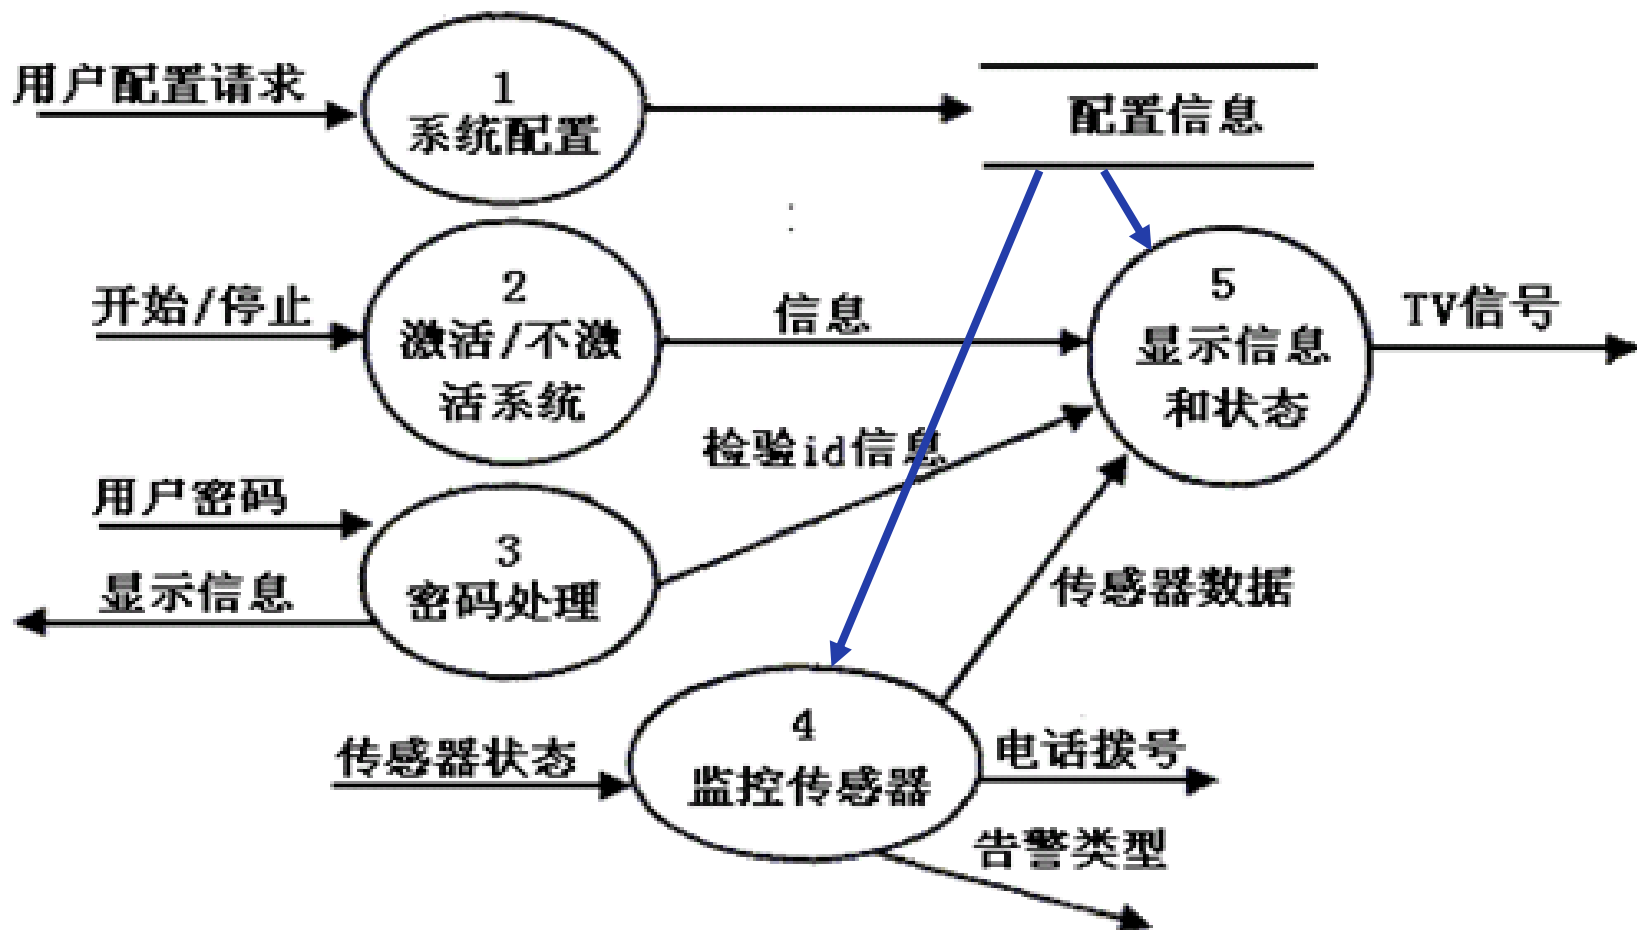 用户配置请求
1
系统配置
配置信息
开始/停止
2
激活/不激
活系统
信息
5
显示信息
和状态
TV信号
检验id信息
用户密码
3
密码处理
显示信息
传感器数据
传感器状态
4
监控传感器
电话拨号
告警类型